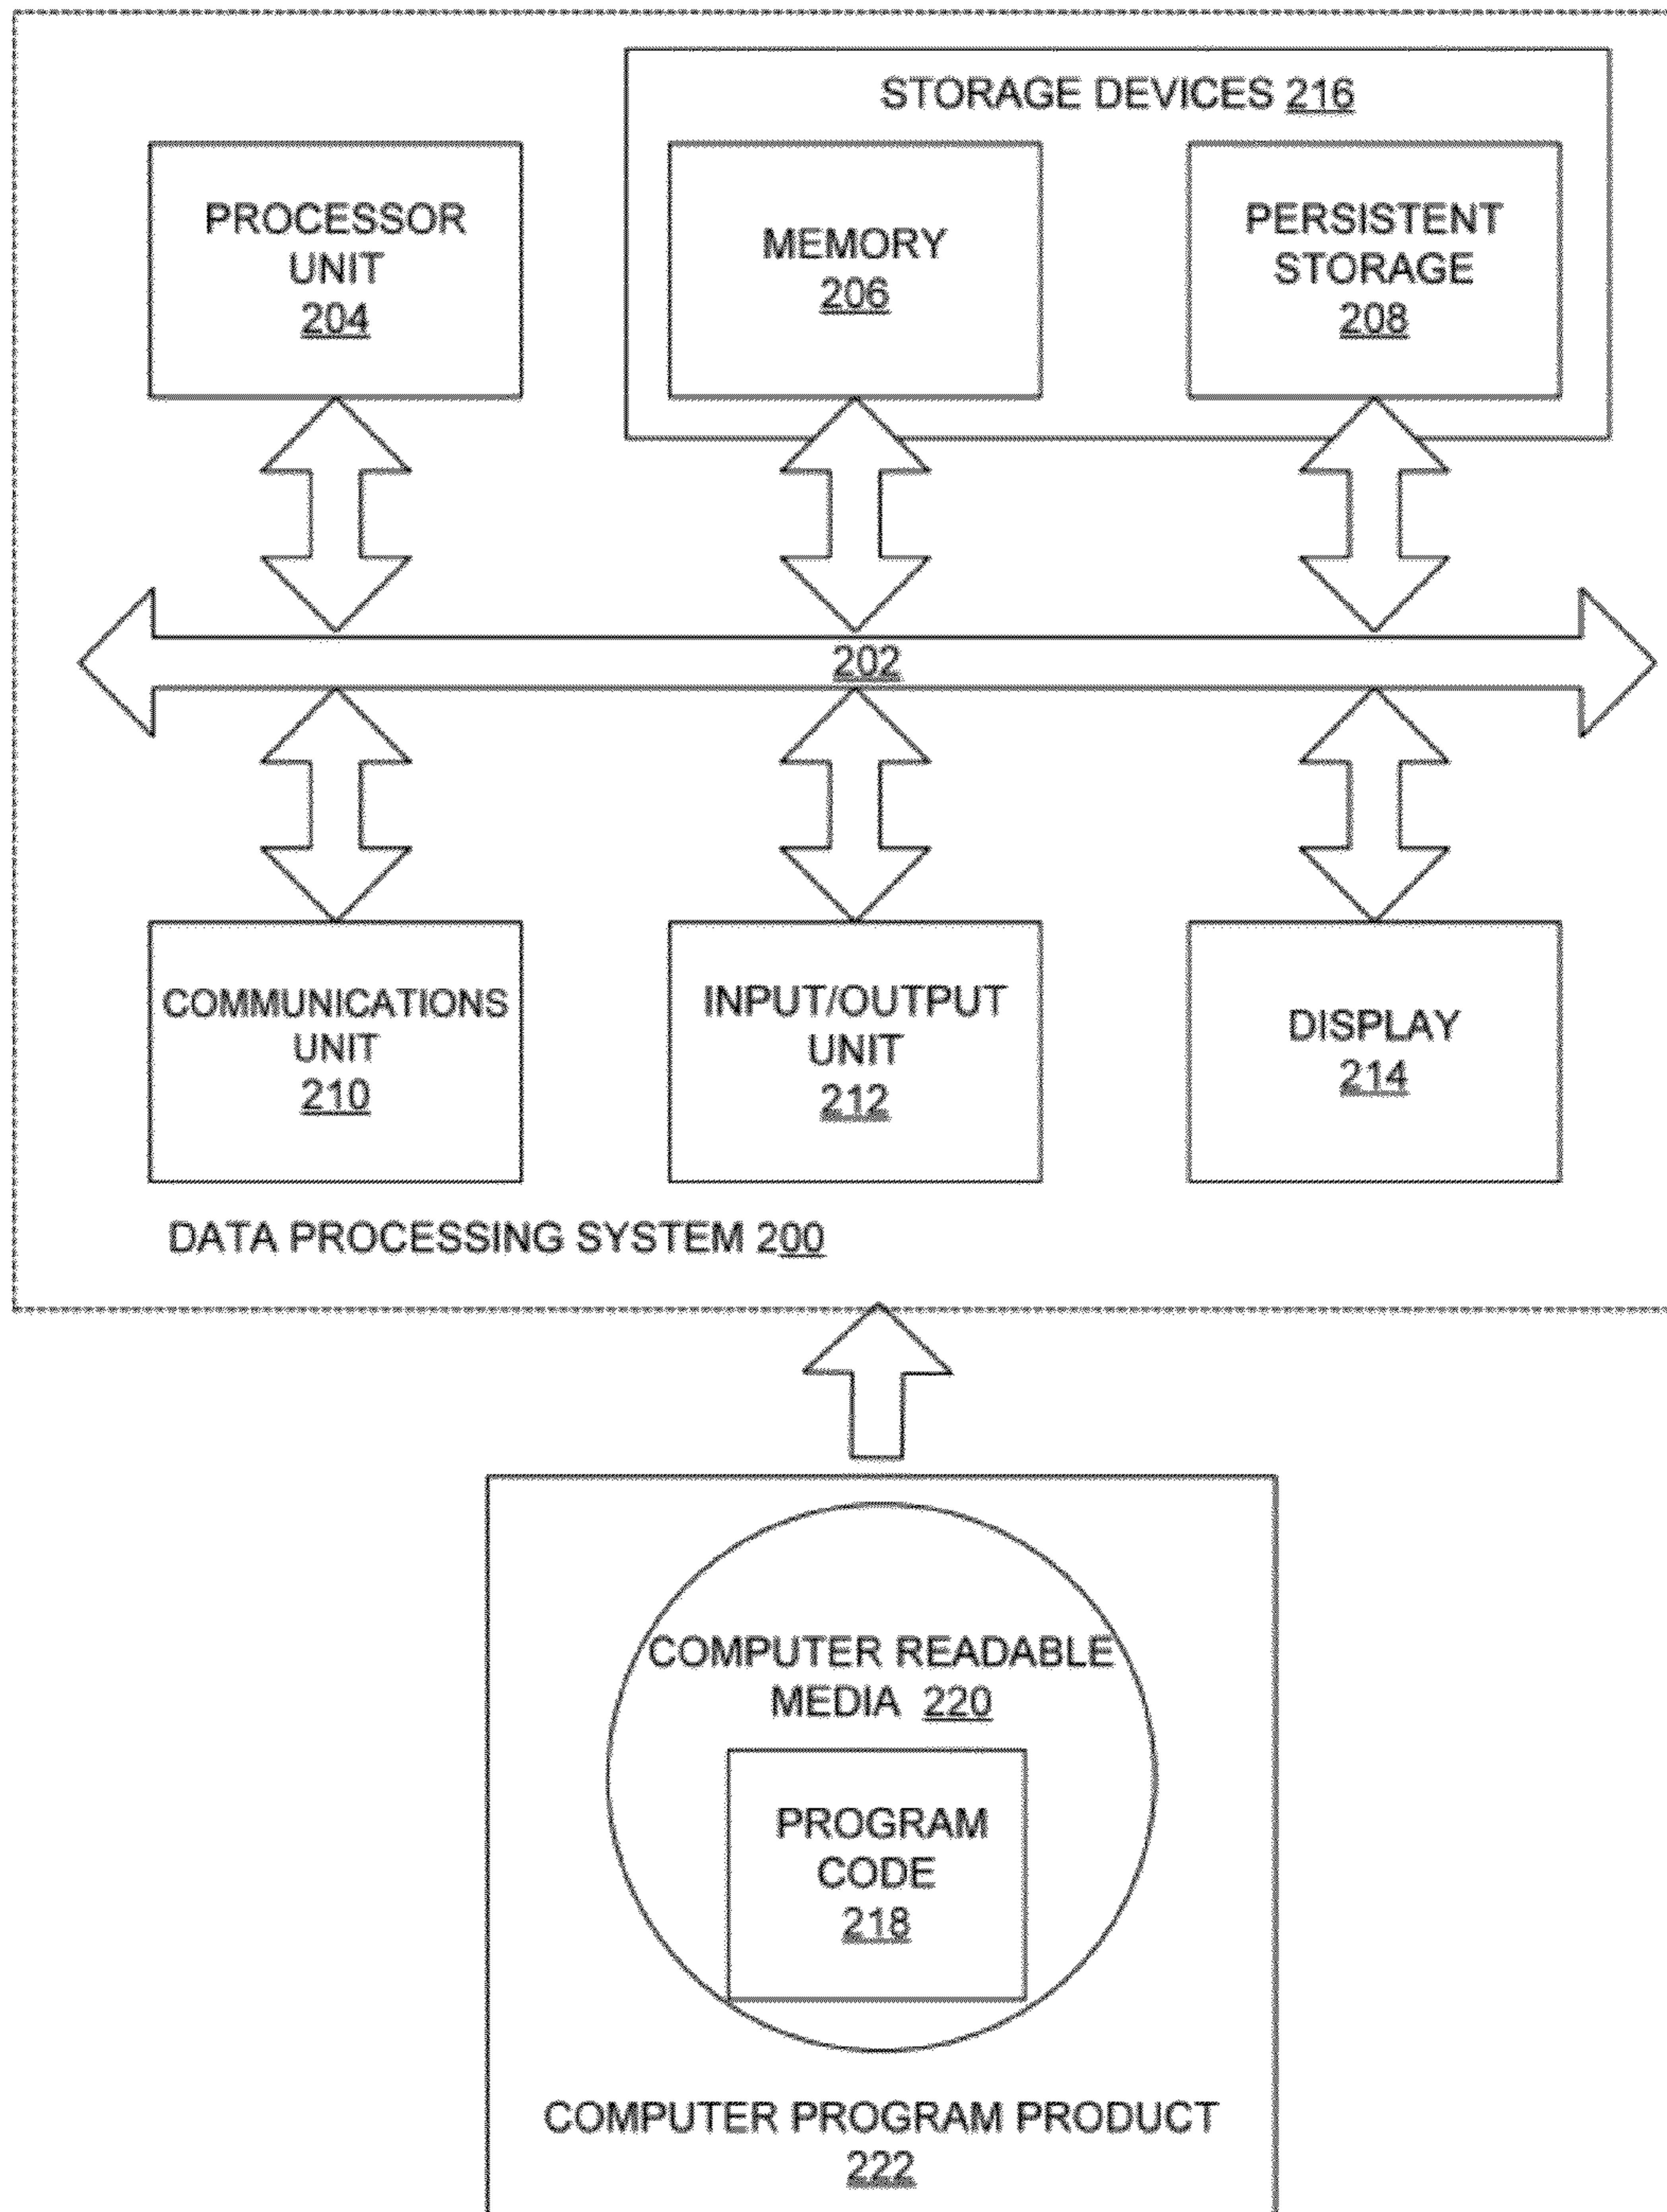 STORAGE DEVICES 216
PROCESSOR
UNIT
204
MEMORY
206
PERSISTENT
STORAGE
208
202
COMMUNICATIONS
UNIT
210
INPUT/OUTPUT
UNIT
212
DISPLAY
214
DATA PROCESSING SYSTEM 200
COMPUTER READABLE
MEDIA 220
PROGRAM
CODE
218
COMPUTER PROGRAM PRODUCT
222